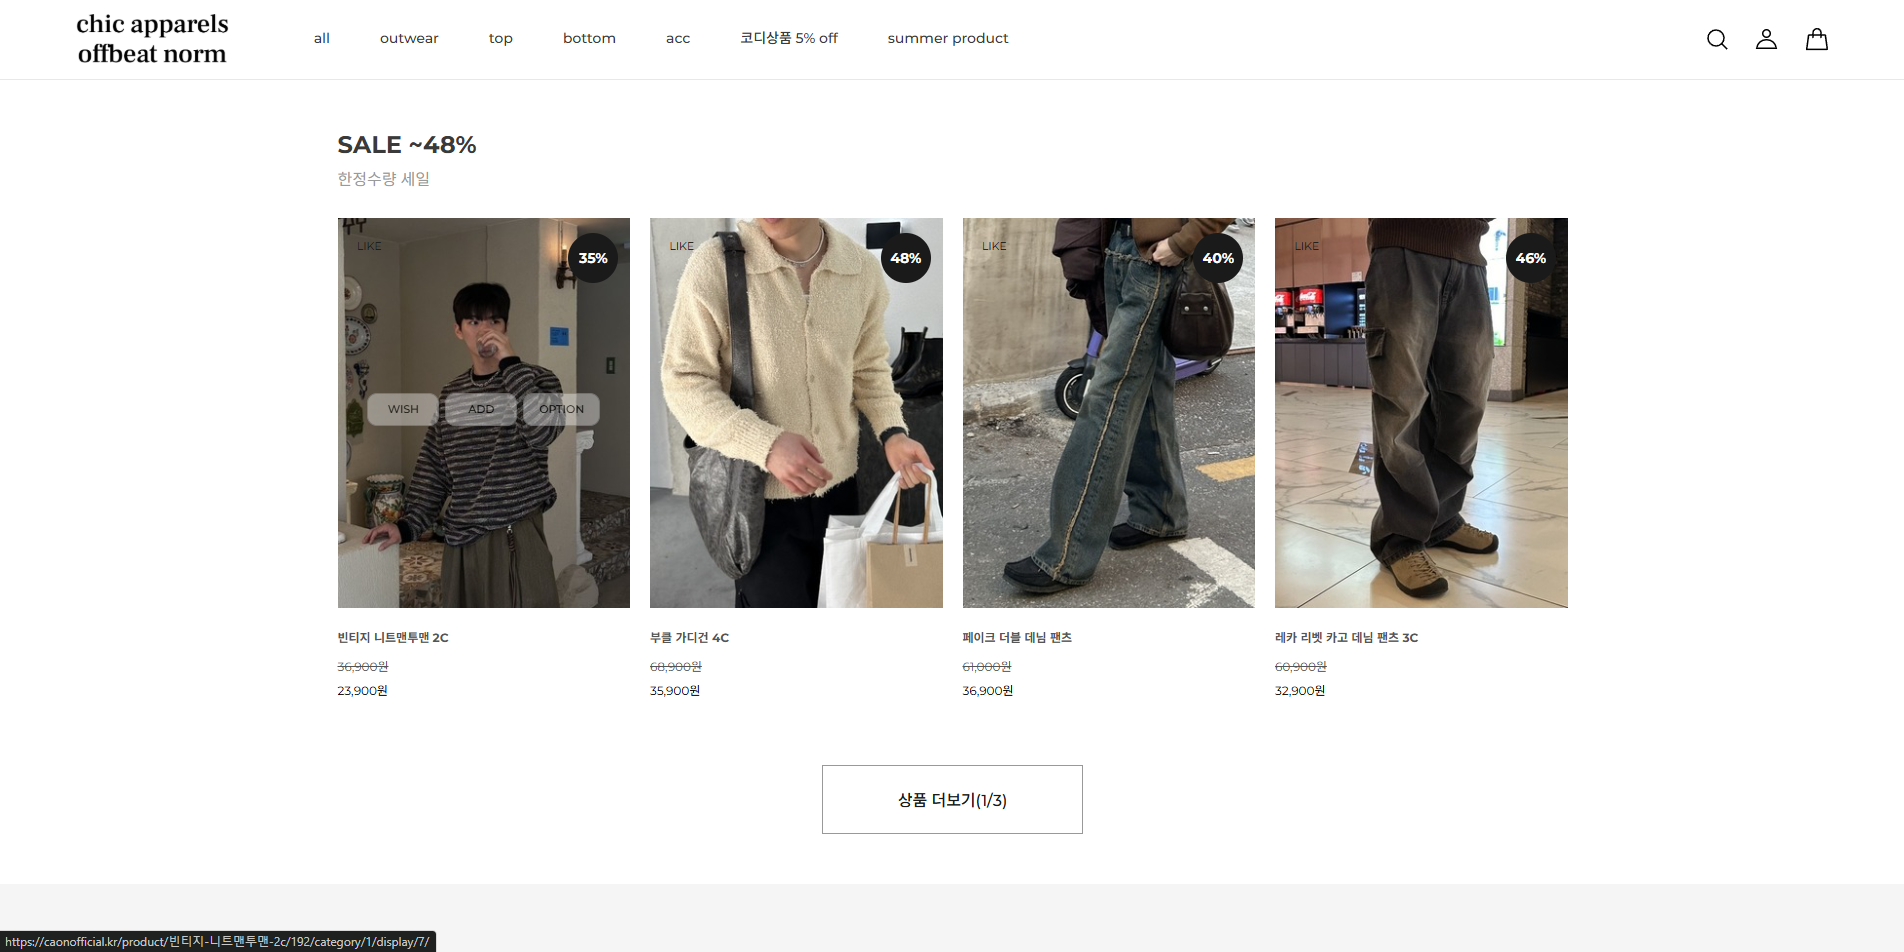 chic apparels
offbeat norm
all outwear top bottom acc 코디상품 5% off summer product
SALE ~48%
한정수량 세일
LIKE 35% LIKE 48% LIKE 40% LIKE 46%
WISH ADD OPTION
빈티지 니트맨투맨 2C
36,900원
23,900원
부클 가디건 4C
68,900원
35,900원
페이크 더블 데님 팬츠
61,000원
36,900원
레카 리벳 카고 데님 팬츠 3C
60,900원
32,900원
상품 더보기(1/3)
https://caonofficial.kr/product/빈티지-니트맨투맨-2c/192/category/1/display/7/